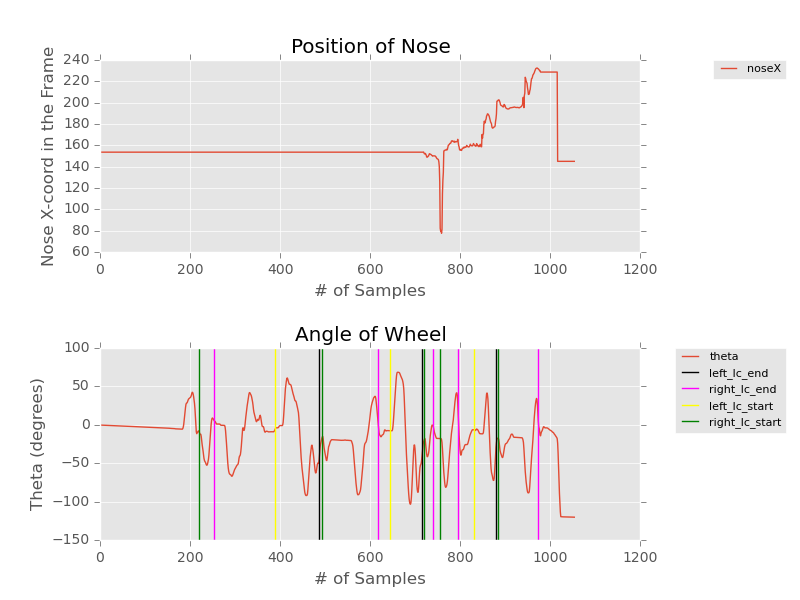 Position of Nose
Nose X-coord in the Frame
240
220
200
180
160
140
120
100
80
60
0 200 400 600 800 1000 1200
# of Samples
noseX
Angle of Wheel
Theta (degrees)
100
50
0
−50
−100
−150
0 200 400 600 800 1000 1200
# of Samples
theta
left_lc_end
right_lc_end
left_lc_start
right_lc_start